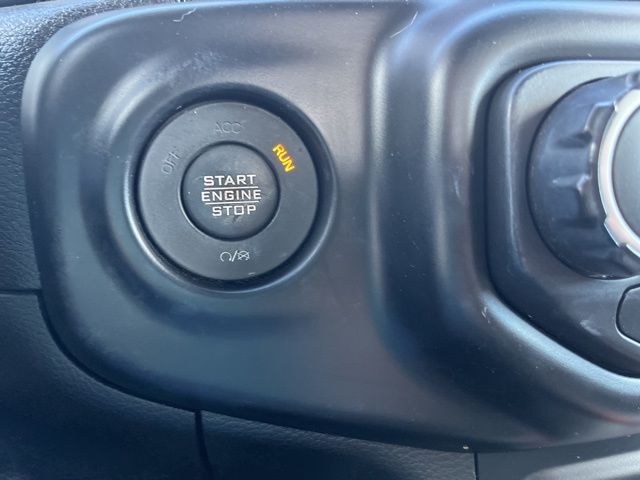 OFF
ACC
RUN
START
ENGINE
STOP